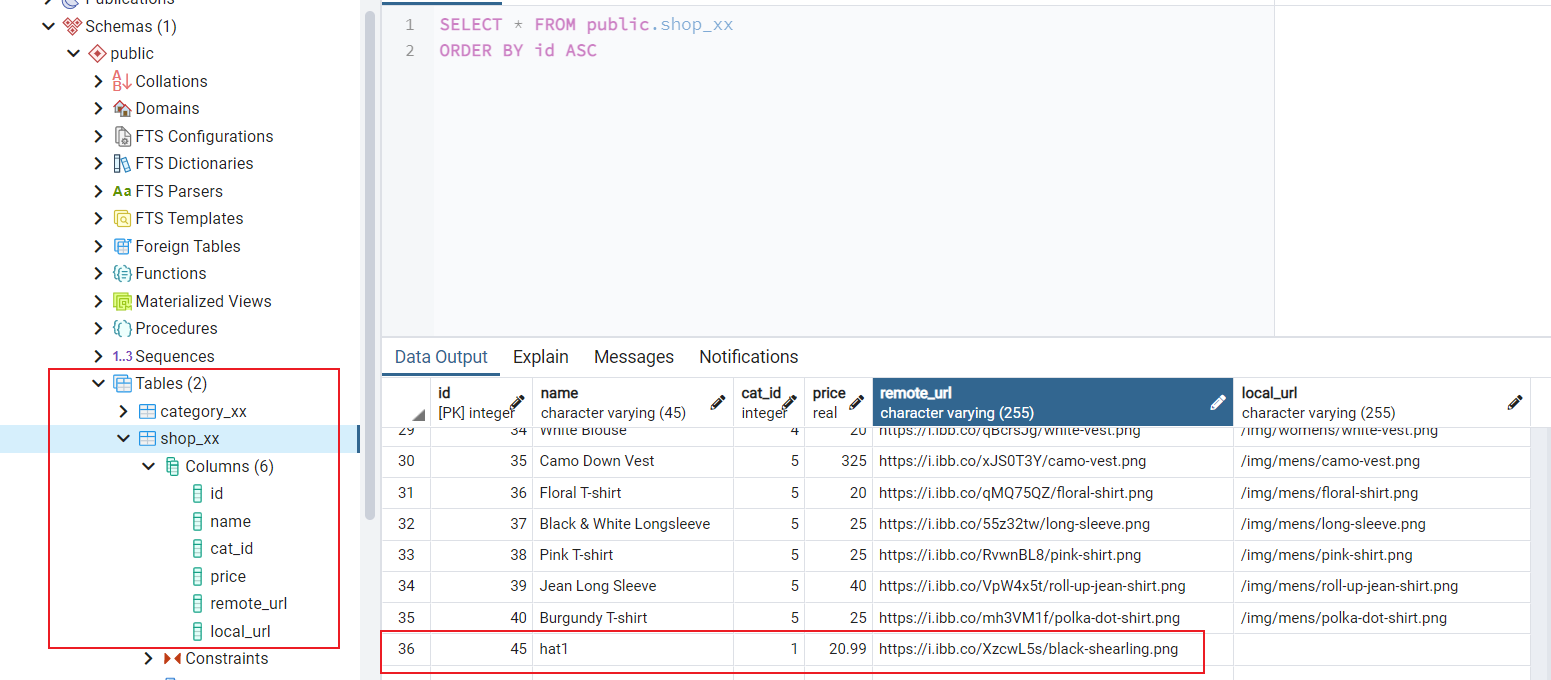 Publications
Schemas (1)
public
Collations
Domains
FTS Configurations
FTS Dictionaries
Aa FTS Parsers
FTS Templates
Foreign Tables
Functions
Materialized Views
Procedures
1..3 Sequences
Tables (2)
category_xx
shop_xx
Columns (6)
id
name
cat_id
price
remote_url
local_url
Constraints
1 SELECT * FROM public.shop_xx
2 ORDER BY id ASC
Data Output Explain Messages Notifications
id name cat_id price remote_url local_url
[PK] integer character varying (45) integer real character varying (255) character varying (255)
29 34 White Blouse 4 20 https://i.ibb.co/qBcrsJg/white-vest.png /img/womens/white-vest.png
30 35 Camo Down Vest 5 325 https://i.ibb.co/xJS0T3Y/camo-vest.png /img/mens/camo-vest.png
31 36 Floral T-shirt 5 20 https://i.ibb.co/qMQ75QZ/floral-shirt.png /img/mens/floral-shirt.png
32 37 Black & White Longsleeve 5 25 https://i.ibb.co/55z32tw/long-sleeve.png /img/mens/long-sleeve.png
33 38 Pink T-shirt 5 25 https://i.ibb.co/RvwnBL8/pink-shirt.png /img/mens/pink-shirt.png
34 39 Jean Long Sleeve 5 40 https://i.ibb.co/VpW4x5t/roll-up-jean-shirt.png /img/mens/roll-up-jean-shirt.png
35 40 Burgundy T-shirt 5 25 https://i.ibb.co/mh3VM1f/polka-dot-shirt.png /img/mens/polka-dot-shirt.png
36 45 hat1 1 20.99 https://i.ibb.co/XzcwL5s/black-shearling.png